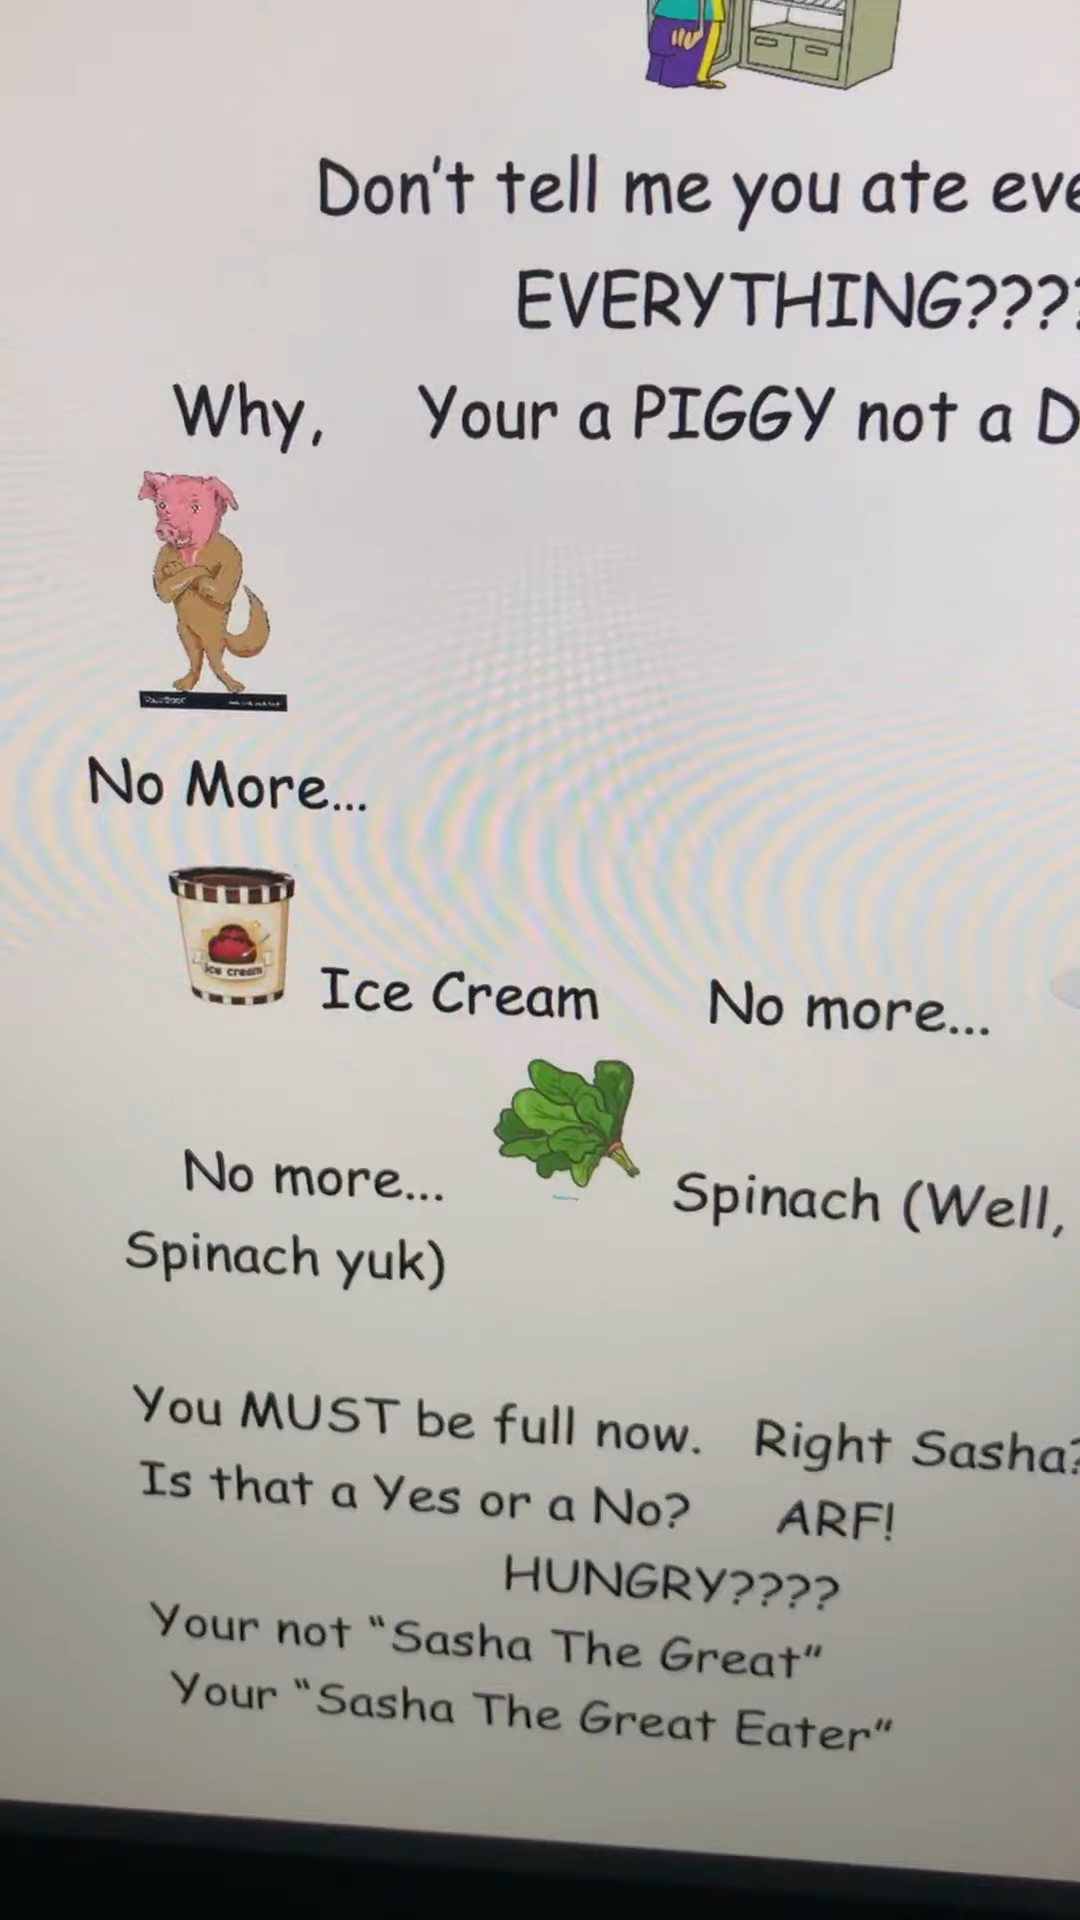 Don't tell me you ate
EVERYTHING????
Why, Your a PIGGY not a
No More...
Ice cream
Ice Cream No more...
No more... Spinach (Well,
Spinach yuk)
You MUST be full now. Right Sasha?
Is that a Yes or a No? ARF!
HUNGRY????
Your not "Sasha The Great"
Your "Sasha The Great Eater"